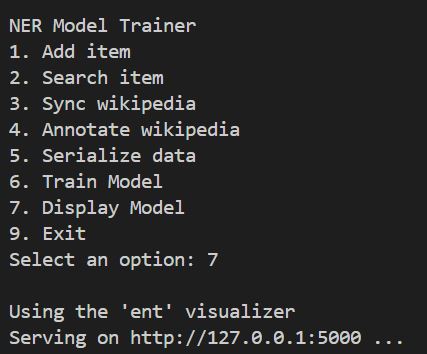 NER Model Trainer
1. Add item
2. Search item
3. Sync wikipedia
4. Annotate wikipedia
5. Serialize data
6. Train Model
7. Display Model
9. Exit
Select an option: 7
Using the 'ent' visualizer
Serving on http://127.0.0.1:5000 ...